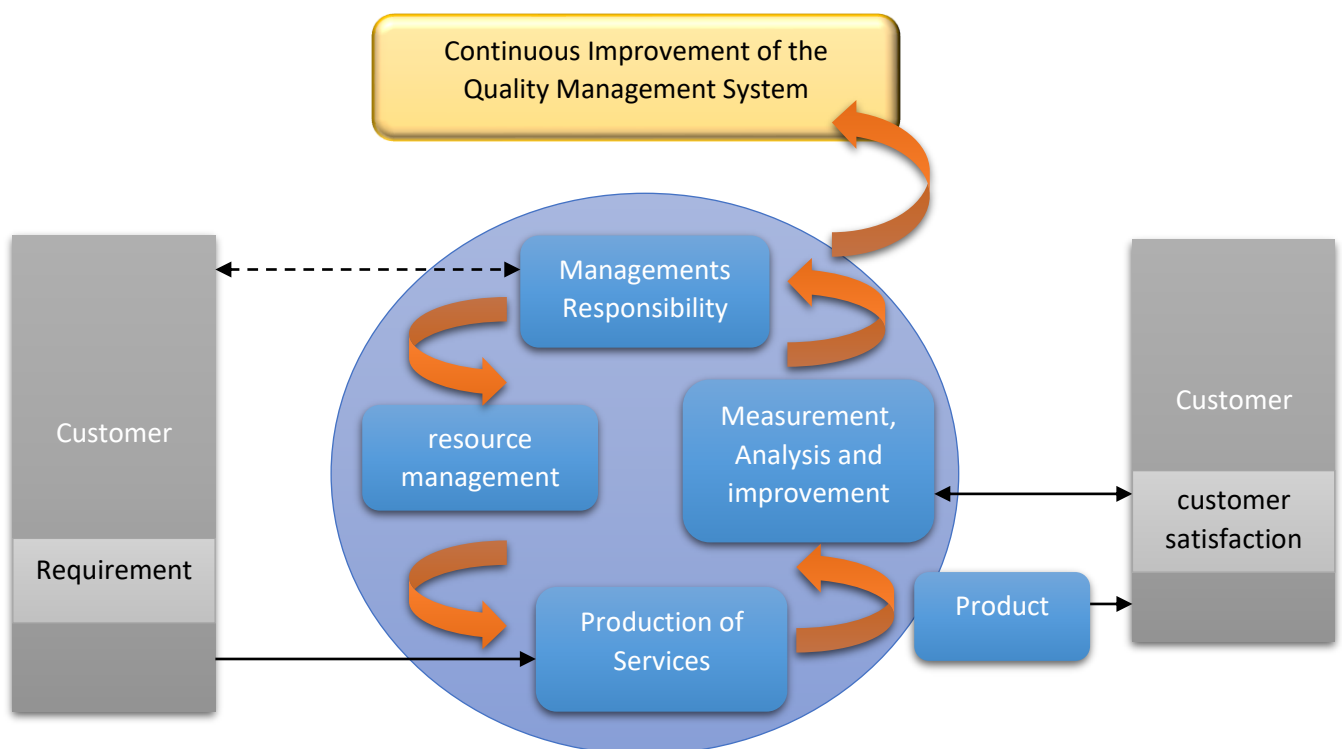 Continuous Improvement of the
Quality Management System
Managements
Responsibility
Customer
resource
management
Measurement,
Analysis and
improvement
Customer
customer
satisfaction
Requirement
Production of
Services
Product